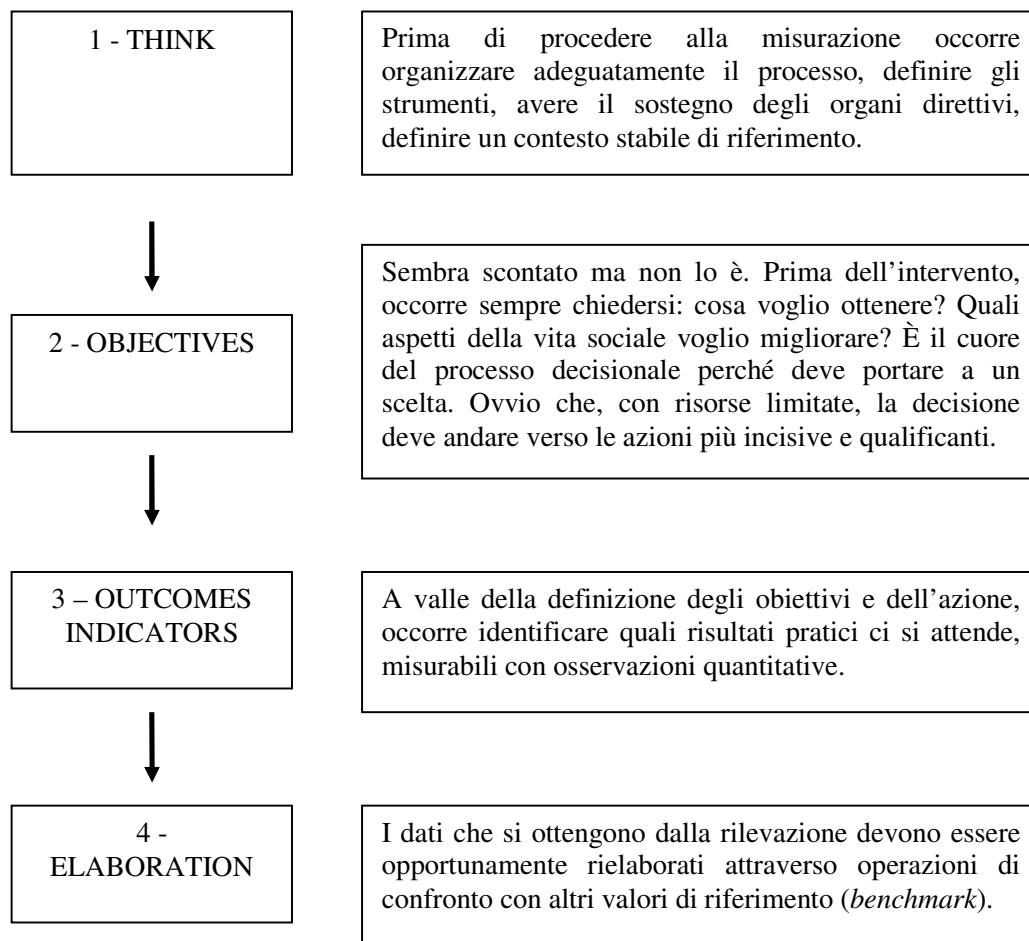 1 - THINK
Prima di procedere alla misurazione occorre
organizzare adeguatamente il processo, definire gli
strumenti, avere il sostegno degli organi direttivi,
definire un contesto stabile di riferimento.
2 - OBJECTIVES
Sembra scontato ma non lo è. Prima dell’intervento,
occorre sempre chiedersi: cosa voglio ottenere? Quali
aspetti della vita sociale voglio migliorare? È il cuore
del processo decisionale perché deve portare a un
scelta. Ovvio che, con risorse limitate, la decisione
deve andare verso le azioni più incisive e qualificanti.
3 – OUTCOMES
INDICATORS
A valle della definizione degli obiettivi e dell’azione,
occorre identificare quali risultati pratici ci si attende,
misurabili con osservazioni quantitative.
4 -
ELABORATION
I dati che si ottengono dalla rilevazione devono essere
opportunamente rielaborati attraverso operazioni di
confronto con altri valori di riferimento (benchmark).